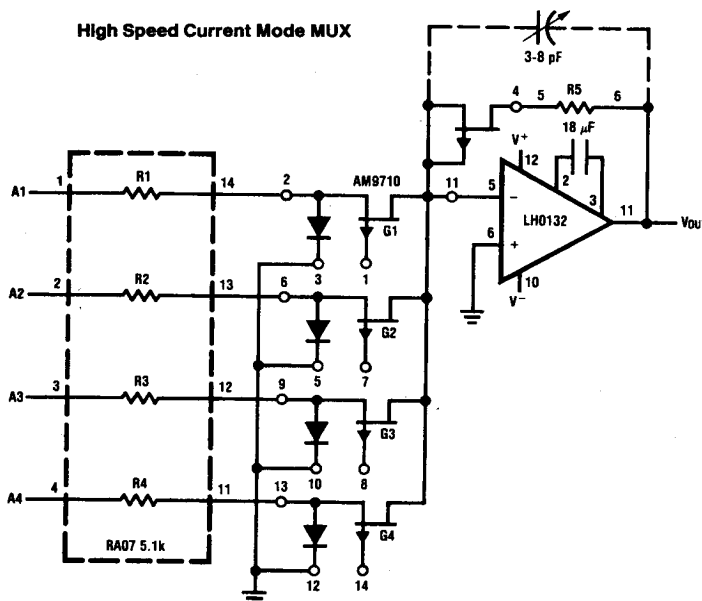 High Speed Current Mode MUX
3-8 pF
4 5 R5 6
18 µF
V+
12
2
3
A1 1 R1 14 2 AM9710 11 5 −
LH0132
11
VOU
G1
6 +
3 1
10
V−
A2 2 R2 13 6
G2
5 7
A3 3 R3 12 9
G3
10 8
A4 4 R4 11 13
G4
RA07 5.1k
12 14